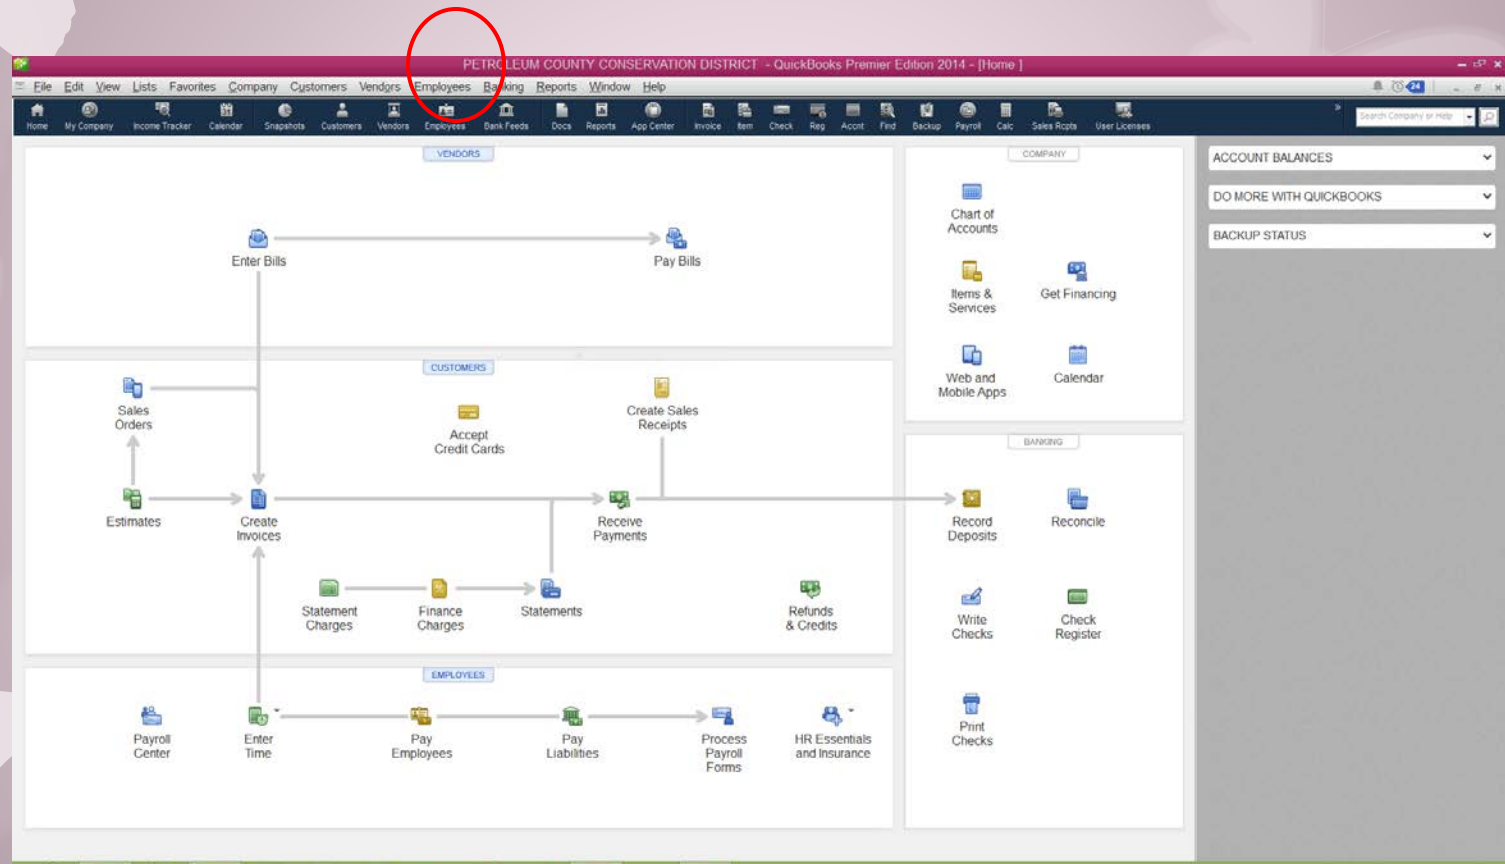 PETROLEUM COUNTY CONSERVATION DISTRICT - QuickBooks Premier Edition 2014 - [Home ]
File Edit View Lists Favorites Company Customers Vendors Employees Banking Reports Window Help
24
Home My Company Income Tracker Calendar Snapshots Customers Vendors Employees Bank Feeds Docs Reports App Center Invoice Item Check Reg Accnt Find Backup Payroll Calc Sales Rcpts User Licenses
» Search Company or Help
VENDORS
Enter Bills
Pay Bills
CUSTOMERS
Sales
Orders
Accept
Credit Cards
Create Sales
Receipts
Estimates
Create
Invoices
Receive
Payments
Statement
Charges
Finance
Charges
Statements
Refunds
& Credits
EMPLOYEES
Payroll
Center
Enter
Time
Pay
Employees
Pay
Liabilities
Process
Payroll
Forms
HR Essentials
and Insurance
COMPANY
Chart of
Accounts
Items &
Services
Get Financing
Web and
Mobile Apps
Calendar
BANKING
Record
Deposits
Reconcile
Write
Checks
Check
Register
Print
Checks
ACCOUNT BALANCES
DO MORE WITH QUICKBOOKS
BACKUP STATUS